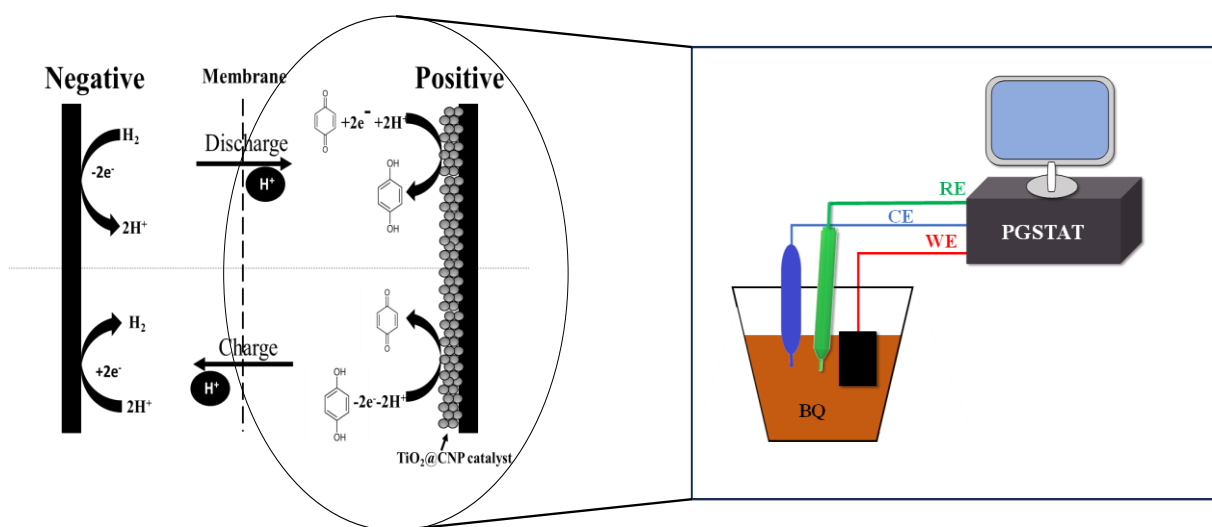 Negative
Membrane
Positive
H₂
-2e⁻
2H⁺
Discharge
H⁺
O
O
+2e⁻ +2H⁺
OH
OH
H₂
+2e⁻
2H⁺
Charge
H⁺
O
O
OH
OH
-2e⁻-2H⁺
TiO₂@CNP catalyst
RE
CE
WE
PGSTAT
BQ